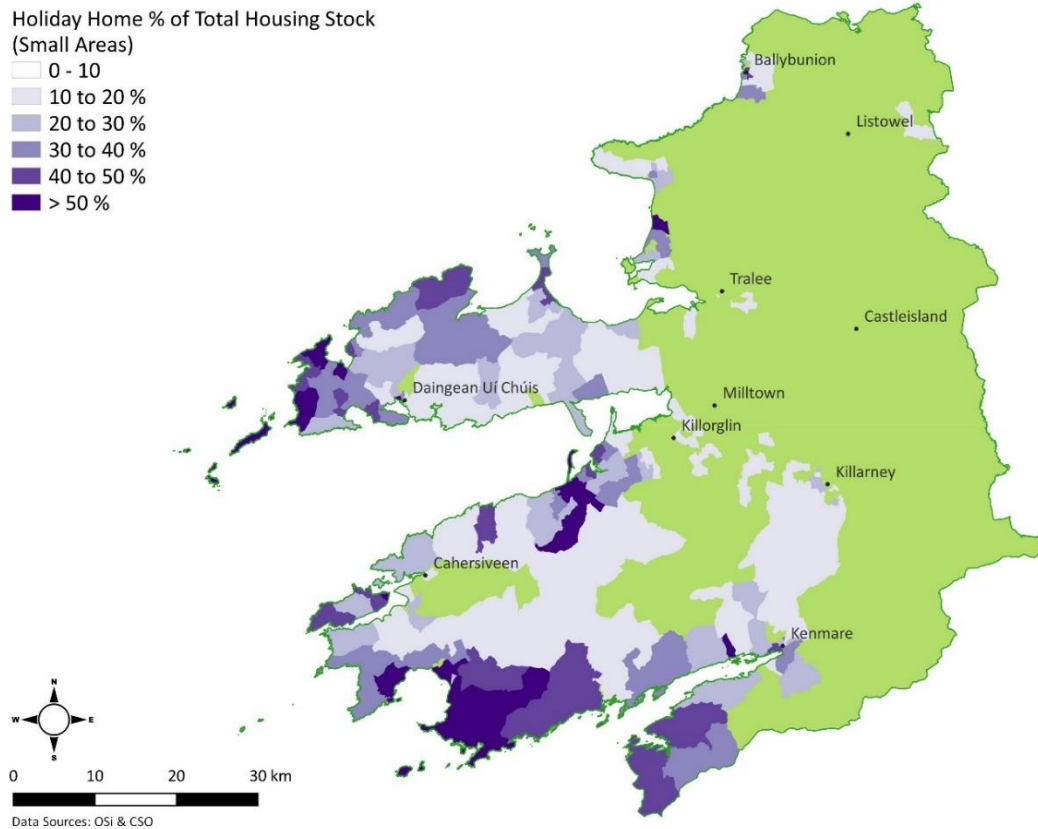 Holiday Home % of Total Housing Stock
(Small Areas)
0 - 10
10 to 20 %
20 to 30 %
30 to 40 %
40 to 50 %
> 50 %
Ballybunion
Listowel
Tralee
Castleisland
Daingean Uí Chúis
Milltown
Killorglin
Killarney
Cahersiveen
Kenmare
N
W E
S
0 10 20 30 km
Data Sources: OSi & CSO